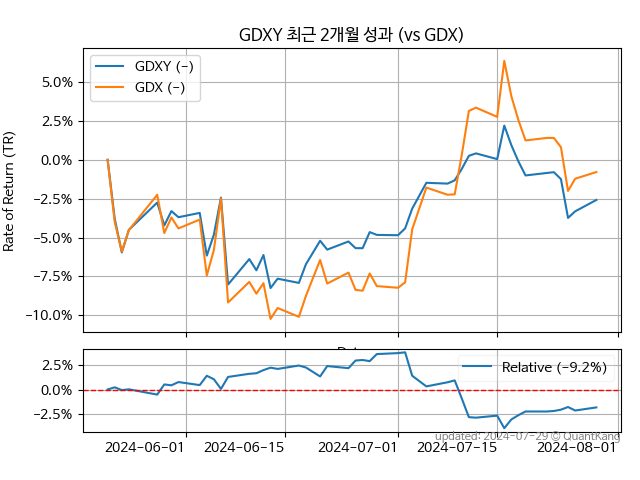 GDXY 최근 2개월 성과 (vs GDX)
GDXY (-)
GDX (-)
Rate of Return (TR)
5.0%
2.5%
0.0%
−2.5%
−5.0%
−7.5%
−10.0%
Relative (-9.2%)
2.5%
0.0%
−2.5%
updated: 2024-07-29 © QuantKang
2024-06-01 2024-06-15 2024-07-01 2024-07-15 2024-08-01